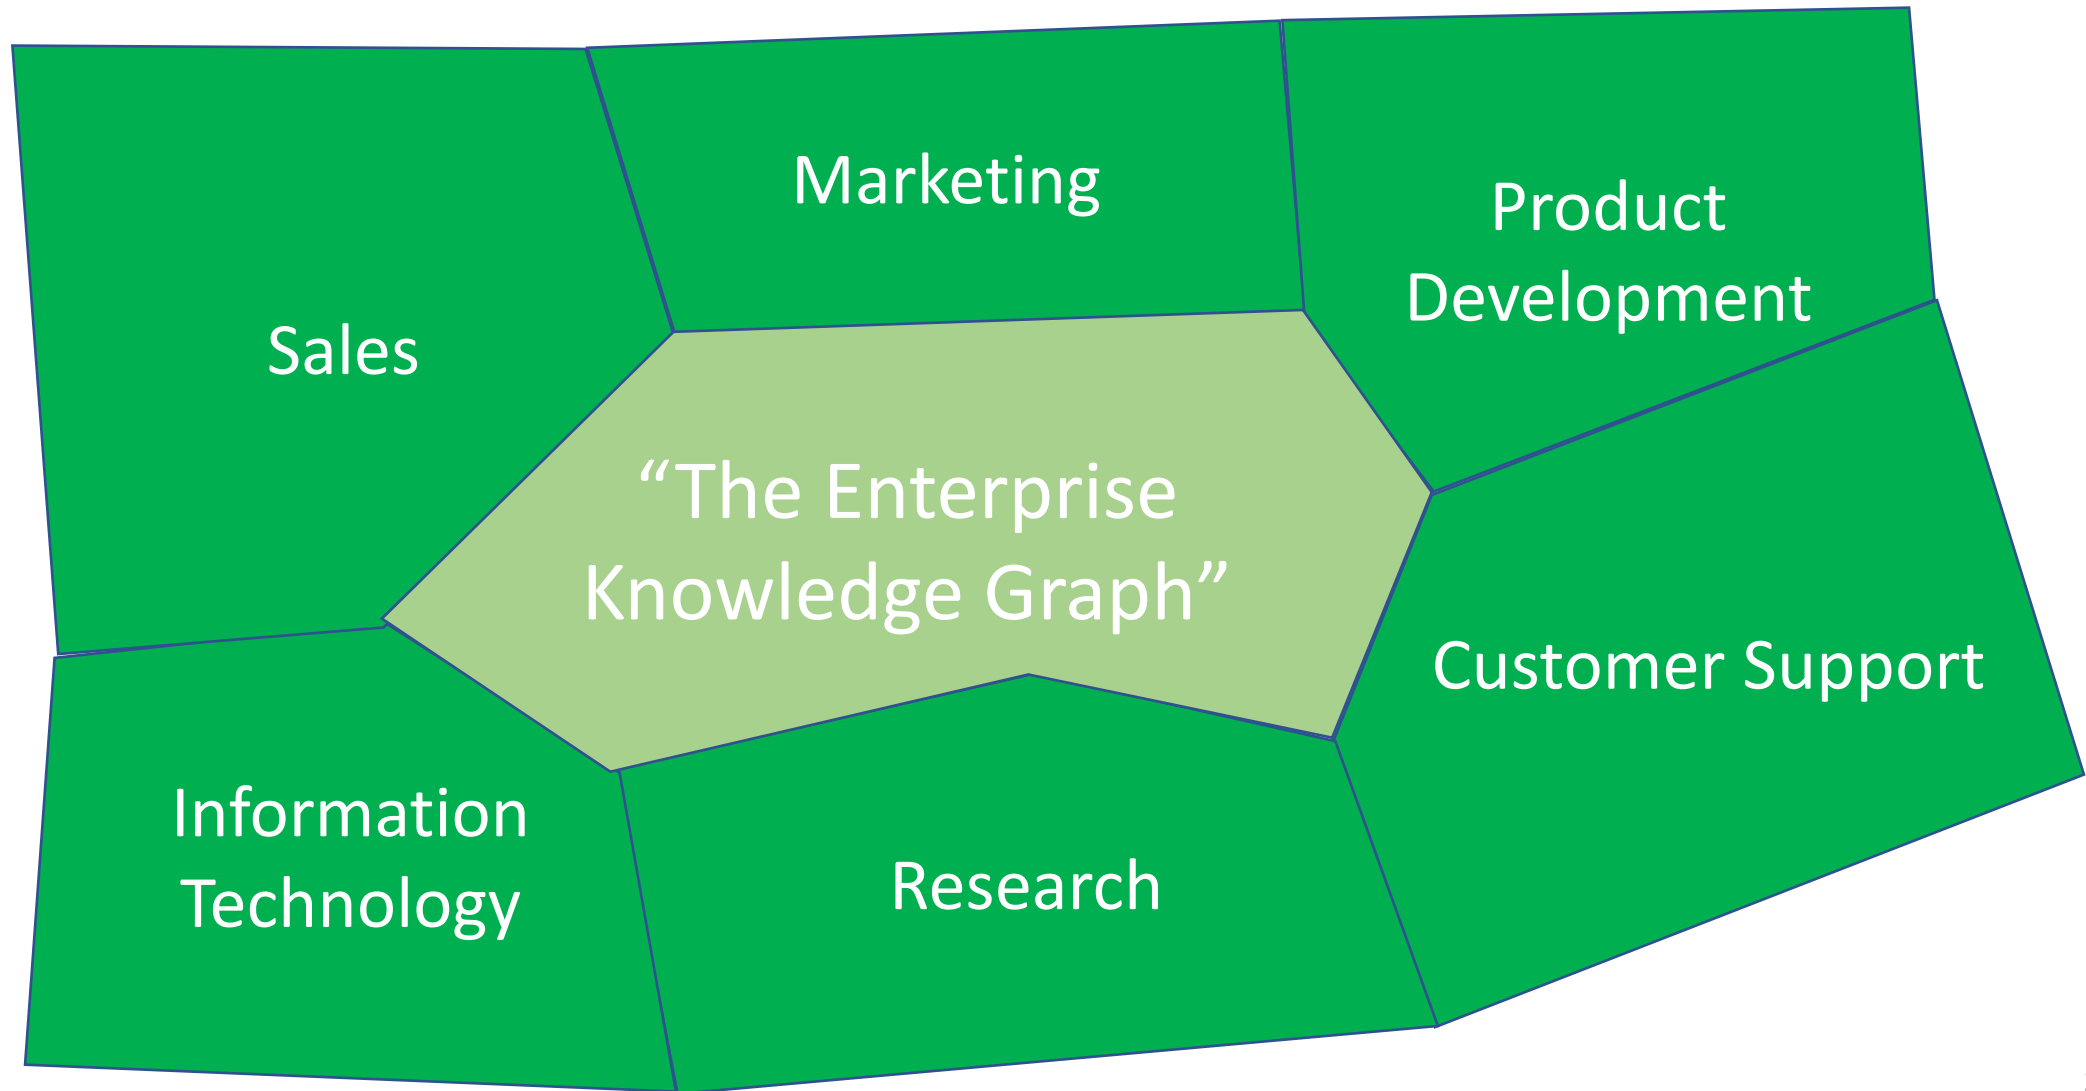 Marketing
Product
Development
Sales
“The Enterprise
Knowledge Graph”
Customer Support
Information
Technology
Research